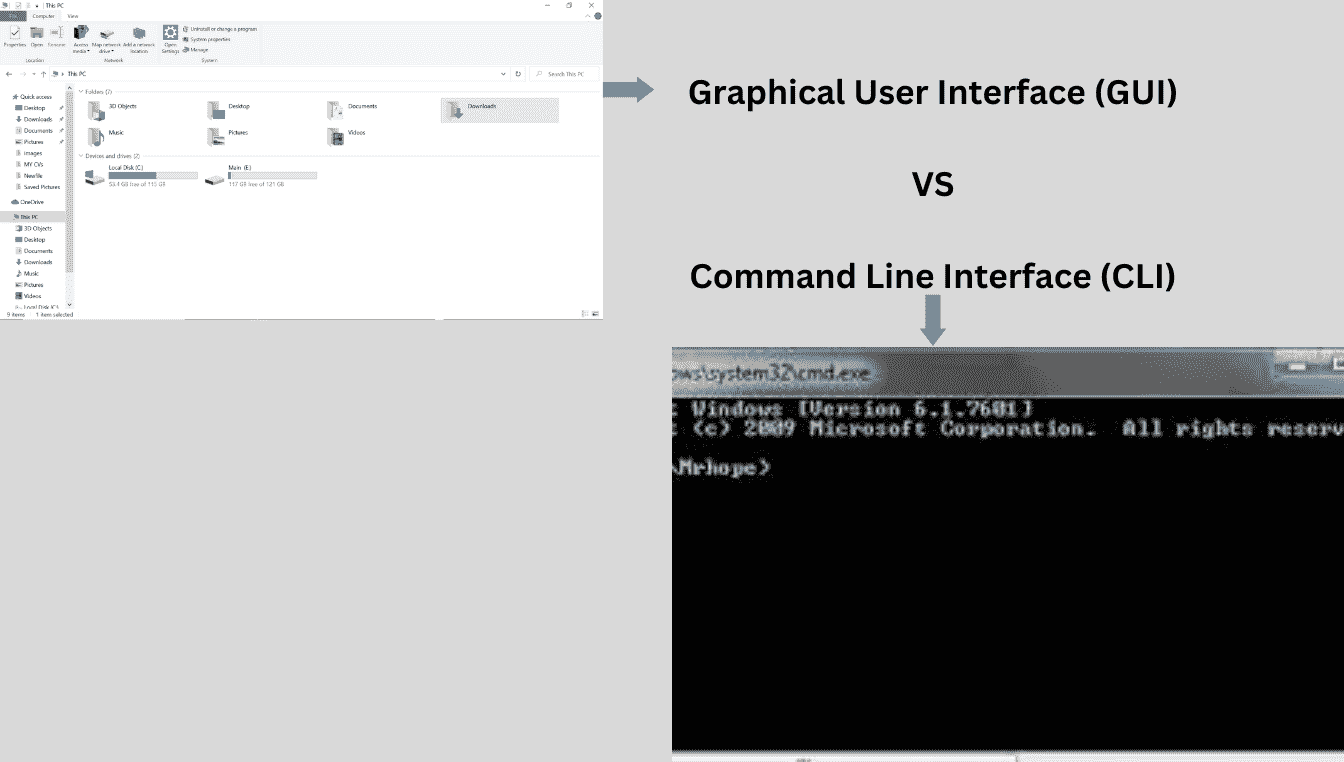 This PC
File
Computer
View
Properties
Open
Rename
Access media
Map network drive
Add a network location
Open Settings
Uninstall or change a program
System properties
Manage
Location
Network
System
This PC
Search This PC
Quick access
Desktop
Downloads
Documents
Pictures
images
MY CVs
Newfile
Saved Pictures
OneDrive
This PC
3D Objects
Desktop
Documents
Downloads
Music
Pictures
Videos
Local Disk (C:)
Folders (7)
3D Objects
Desktop
Documents
Downloads
Music
Pictures
Videos
Devices and drives (2)
Local Disk (C:)
53.4 GB free of 115 GB
Main (E:)
117 GB free of 121 GB
9 items
1 item selected
Graphical User Interface (GUI)
VS
Command Line Interface (CLI)
ows\system32\cmd.exe
t Windows [Version 6.1.7601]
t (c) 2009 Microsoft Corporation. All rights reserv
\Mrhope>